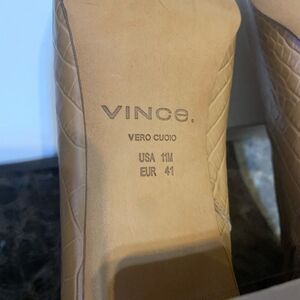 VINCE.
VERO CUOIO
USA 11M
EUR 41